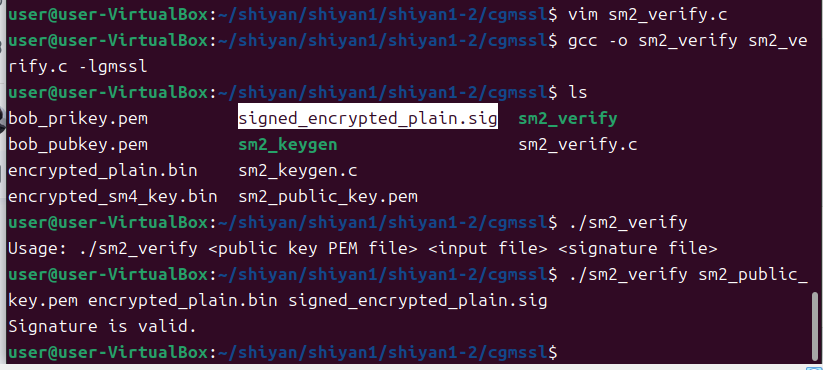 user@user-VirtualBox:~/shiyan/shiyan1/shiyan1-2/cgmssl$ vim sm2_verify.c
user@user-VirtualBox:~/shiyan/shiyan1/shiyan1-2/cgmssl$ gcc -o sm2_verify sm2_ve
rify.c -lgmssl
user@user-VirtualBox:~/shiyan/shiyan1/shiyan1-2/cgmssl$ ls
bob_prikey.pem signed_encrypted_plain.sig sm2_verify
bob_pubkey.pem sm2_keygen sm2_verify.c
encrypted_plain.bin sm2_keygen.c
encrypted_sm4_key.bin sm2_public_key.pem
user@user-VirtualBox:~/shiyan/shiyan1/shiyan1-2/cgmssl$ ./sm2_verify
Usage: ./sm2_verify <public key PEM file> <input file> <signature file>
user@user-VirtualBox:~/shiyan/shiyan1/shiyan1-2/cgmssl$ ./sm2_verify sm2_public_
key.pem encrypted_plain.bin signed_encrypted_plain.sig
Signature is valid.
user@user-VirtualBox:~/shiyan/shiyan1/shiyan1-2/cgmssl$